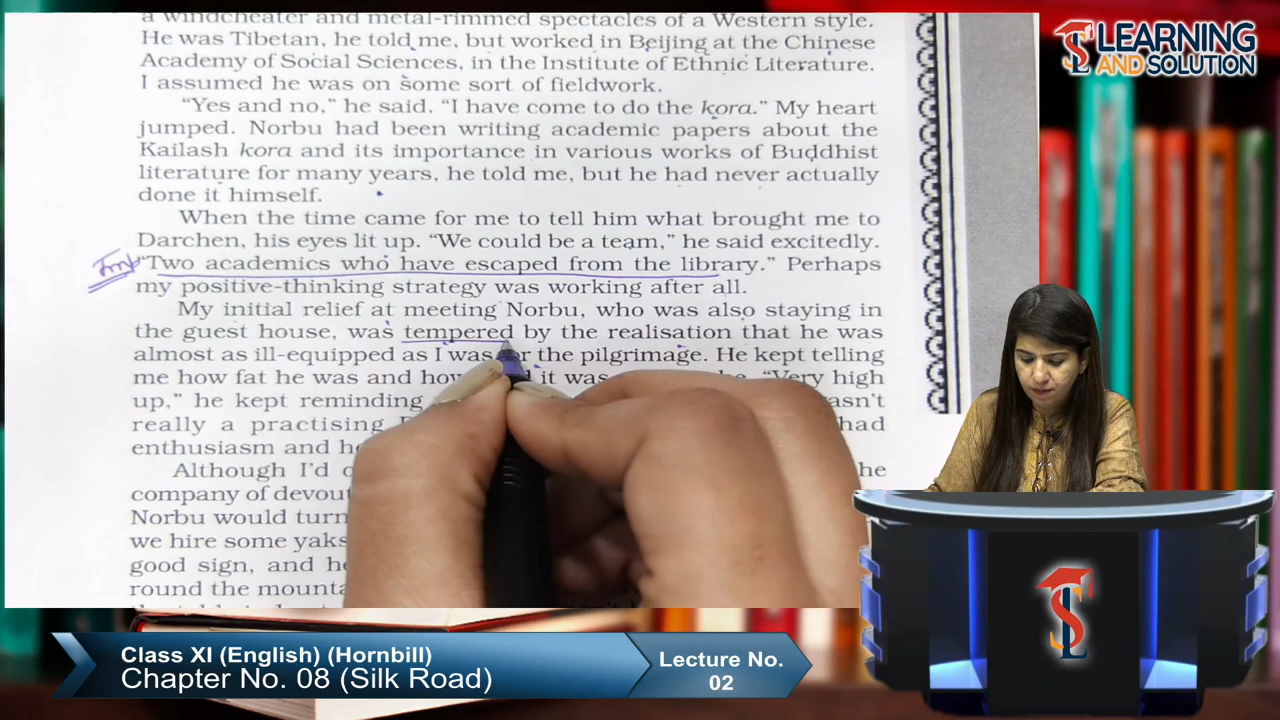 a windcheater and metal-rimmed spectacles of a Western style.
He was Tibetan, he told me, but worked in Beijing at the Chinese
Academy of Social Sciences, in the Institute of Ethnic Literature.
I assumed he was on some sort of fieldwork.
“Yes and no,” he said. “I have come to do the kora.” My heart
jumped. Norbu had been writing academic papers about the
Kailash kora and its importance in various works of Buddhist
literature for many years, he told me, but he had never actually
done it himself.
When the time came for me to tell him what brought me to
Darchen, his eyes lit up. “We could be a team,” he said excitedly.
Imp
“Two academics who have escaped from the library.” Perhaps
my positive-thinking strategy was working after all.
My initial relief at meeting Norbu, who was also staying in
the guest house, was tempered by the realisation that he was
almost as ill-equipped as I was for the pilgrimage. He kept telling
me how fat he was and how it was “Very high
up,” he kept reminding
really a practising had
enthusiasm and
Although I’d the
company of devout
Norbu would turn
we hire some yaks
good sign, and he
round the
LEARNING
AND SOLUTION
SL
Class XI (English) (Hornbill)
Chapter No. 08 (Silk Road)
Lecture No.
02